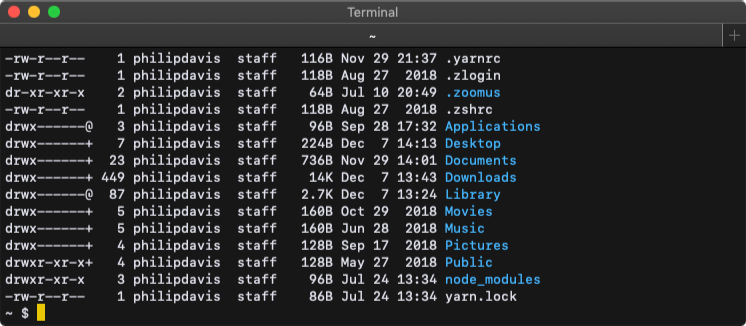 Terminal
~
-rw-r--r--    1 philipdavis  staff   116B Nov 29 21:37 .yarnrc
-rw-r--r--    1 philipdavis  staff   118B Aug 27  2018 .zlogin
dr-xr-xr-x    2 philipdavis  staff    64B Jul 10 20:49 .zoomus
-rw-r--r--    1 philipdavis  staff   118B Aug 27  2018 .zshrc
drwx------@   3 philipdavis  staff    96B Sep 28 17:32 Applications
drwx------+   7 philipdavis  staff   224B Dec  7 14:13 Desktop
drwx------+  23 philipdavis  staff   736B Nov 29 14:01 Documents
drwx------+ 449 philipdavis  staff    14K Dec  7 13:43 Downloads
drwx------@  87 philipdavis  staff   2.7K Dec  7 13:24 Library
drwx------+   5 philipdavis  staff   160B Oct 29  2018 Movies
drwx------+   5 philipdavis  staff   160B Jun 28  2018 Music
drwx------+   4 philipdavis  staff   128B Sep 17  2018 Pictures
drwxr-xr-x+   4 philipdavis  staff   128B May 27  2018 Public
drwxr-xr-x    3 philipdavis  staff    96B Jul 24 13:34 node_modules
-rw-r--r--    1 philipdavis  staff    86B Jul 24 13:34 yarn.lock
~ $